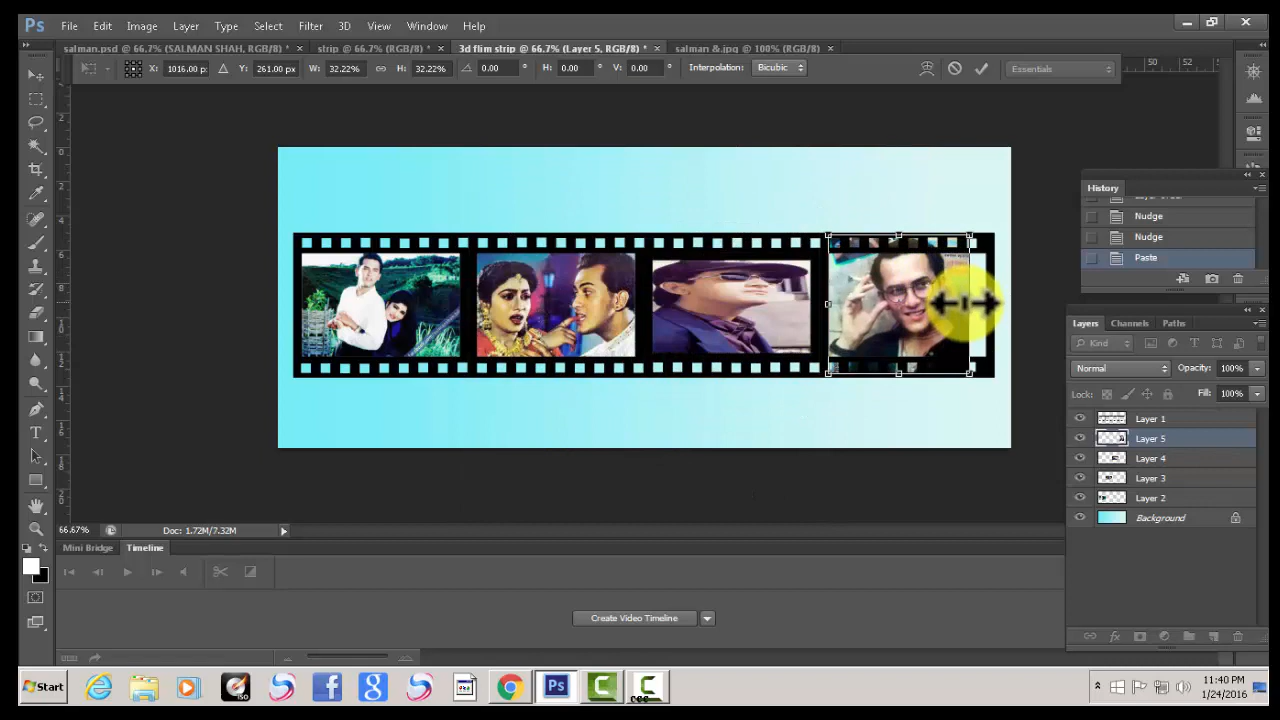 Ps File Edit Image Layer Type Select Filter 3D View Window Help
salman.psd @ 66.7% (SALMAN SHAH, RGB/8) * × strip @ 66.7% (RGB/8) * × 3d flim strip @ 66.7% (Layer 5, RGB/8) * × salman &.jpg @ 100% (RGB/8) ×
X: 1016.00 p: Y: 261.00 px W: 32.22% H: 32.22% 0.00 ° H: 0.00 ° V: 0.00 ° Interpolation: Bicubic Essentials
50 52
History
Nudge
Nudge
Paste
Layers Channels Paths
Kind
Normal Opacity: 100%
Lock: Fill: 100%
Layer 1
Layer 5
Layer 4
Layer 3
Layer 2
Background
66.67% Doc: 1.72M/7.32M
Mini Bridge Timeline
Create Video Timeline
Start Ps 11:40 PM
1/24/2016